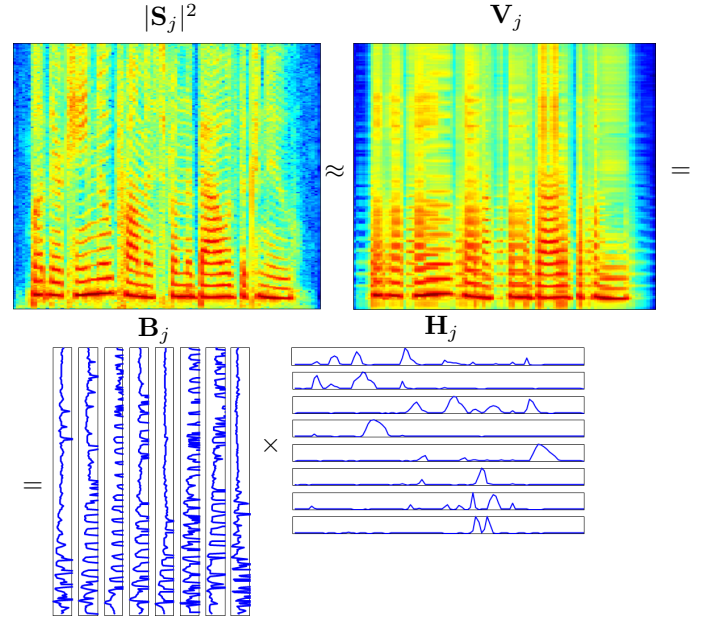 |S_j|^2 V_j
≈ =
B_j H_j
= ×